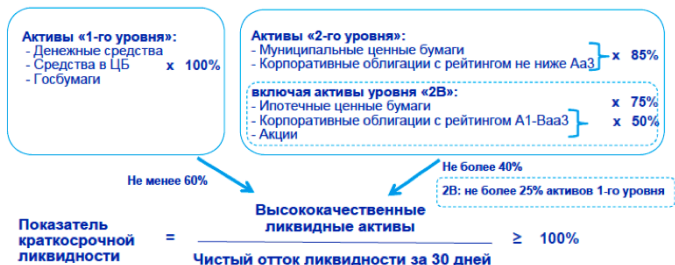 Активы «1-го уровня»:
- Денежные средства
- Средства в ЦБ х 100%
- Госбумаги
Активы «2-го уровня»:
- Муниципальные ценные бумаги
- Корпоративные облигации с рейтингом не ниже Аа3
х 85%
включая активы уровня «2В»:
- Ипотечные ценные бумаги х 75%
- Корпоративные облигации с рейтингом А1-Ваа3 х 50%
- Акции
Не менее 60%
Не более 40%
2В: не более 25% активов 1-го уровня
Показатель
краткосрочной
ликвидности
=
Высококачественные
ликвидные активы
Чистый отток ликвидности за 30 дней
≥ 100%